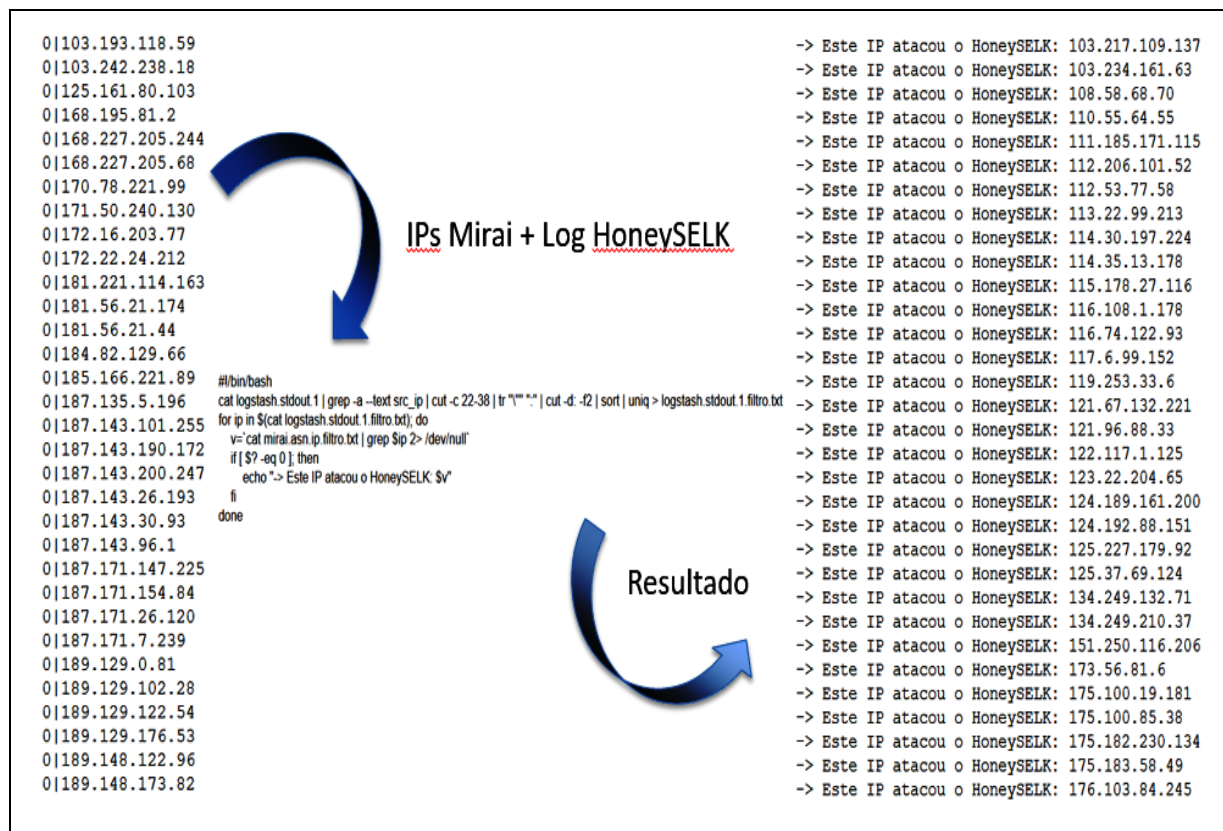 0|103.193.118.59
0|103.242.238.18
0|125.161.80.103
0|168.195.81.2
0|168.227.205.244
0|168.227.205.68
0|170.78.221.99
0|171.50.240.130
0|172.16.203.77
0|172.22.24.212
0|181.221.114.163
0|181.56.21.174
0|181.56.21.44
0|184.82.129.66
0|185.166.221.89
0|187.135.5.196
0|187.143.101.255
0|187.143.190.172
0|187.143.200.247
0|187.143.26.193
0|187.143.30.93
0|187.143.96.1
0|187.171.147.225
0|187.171.154.84
0|187.171.26.120
0|187.171.7.239
0|189.129.0.81
0|189.129.102.28
0|189.129.122.54
0|189.129.176.53
0|189.148.122.96
0|189.148.173.82
IPs Mirai + Log HoneySELK
#!/bin/bash
cat logstash.stdout.1 | grep -a --text src_ip | cut -c 22-38 | tr "\"" ":" | cut -d: -f2 | sort | uniq > logstash.stdout.1.filtro.txt
for ip in $(cat logstash.stdout.1.filtro.txt); do
v=`cat mirai.asn.ip.filtro.txt | grep $ip 2> /dev/null`
if [ $? -eq 0 ]; then
echo "-> Este IP atacou o HoneySELK: $v"
fi
done
Resultado
-> Este IP atacou o HoneySELK: 103.217.109.137
-> Este IP atacou o HoneySELK: 103.234.161.63
-> Este IP atacou o HoneySELK: 108.58.68.70
-> Este IP atacou o HoneySELK: 110.55.64.55
-> Este IP atacou o HoneySELK: 111.185.171.115
-> Este IP atacou o HoneySELK: 112.206.101.52
-> Este IP atacou o HoneySELK: 112.53.77.58
-> Este IP atacou o HoneySELK: 113.22.99.213
-> Este IP atacou o HoneySELK: 114.30.197.224
-> Este IP atacou o HoneySELK: 114.35.13.178
-> Este IP atacou o HoneySELK: 115.178.27.116
-> Este IP atacou o HoneySELK: 116.108.1.178
-> Este IP atacou o HoneySELK: 116.74.122.93
-> Este IP atacou o HoneySELK: 117.6.99.152
-> Este IP atacou o HoneySELK: 119.253.33.6
-> Este IP atacou o HoneySELK: 121.67.132.221
-> Este IP atacou o HoneySELK: 121.96.88.33
-> Este IP atacou o HoneySELK: 122.117.1.125
-> Este IP atacou o HoneySELK: 123.22.204.65
-> Este IP atacou o HoneySELK: 124.189.161.200
-> Este IP atacou o HoneySELK: 124.192.88.151
-> Este IP atacou o HoneySELK: 125.227.179.92
-> Este IP atacou o HoneySELK: 125.37.69.124
-> Este IP atacou o HoneySELK: 134.249.132.71
-> Este IP atacou o HoneySELK: 134.249.210.37
-> Este IP atacou o HoneySELK: 151.250.116.206
-> Este IP atacou o HoneySELK: 173.56.81.6
-> Este IP atacou o HoneySELK: 175.100.19.181
-> Este IP atacou o HoneySELK: 175.100.85.38
-> Este IP atacou o HoneySELK: 175.182.230.134
-> Este IP atacou o HoneySELK: 175.183.58.49
-> Este IP atacou o HoneySELK: 176.103.84.245